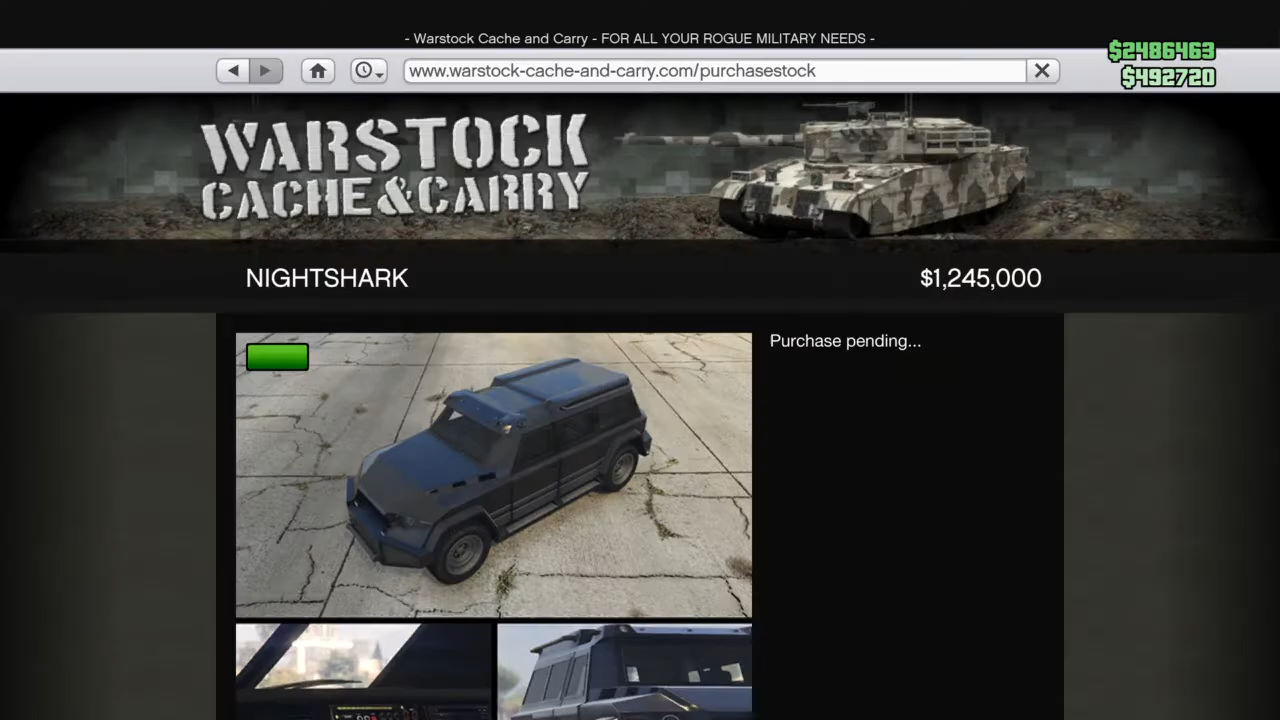 - Warstock Cache and Carry - FOR ALL YOUR ROGUE MILITARY NEEDS -
$2486463
www.warstock-cache-and-carry.com/purchasestock
$492720
WARSTOCK
CACHE&CARRY
NIGHTSHARK
$1,245,000
Purchase pending...